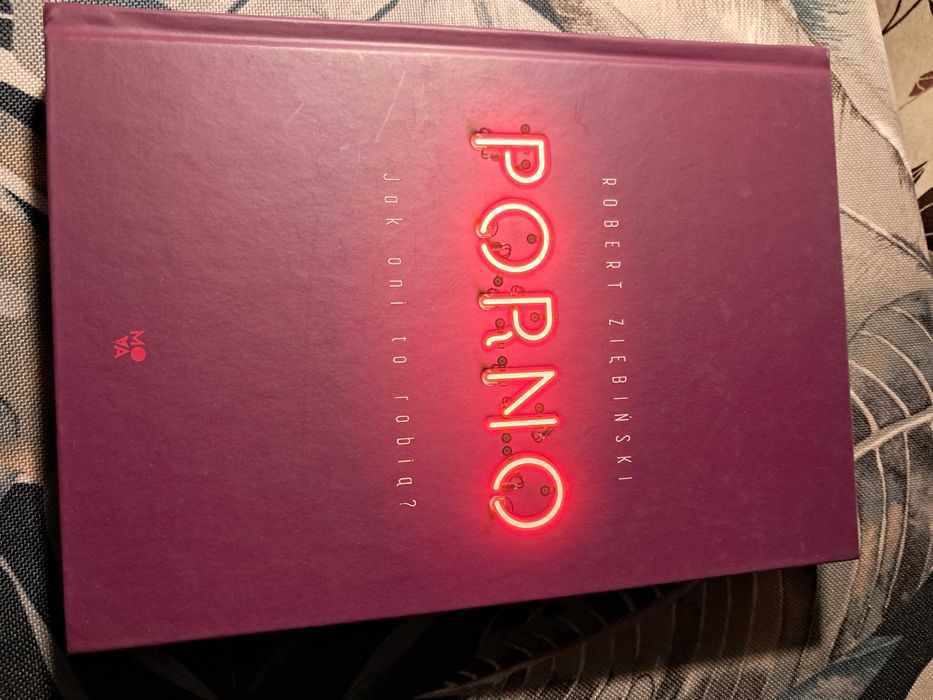 ROBERT ZIĘBIŃSKI
PORNO
Jak oni to robią?
MO
VA